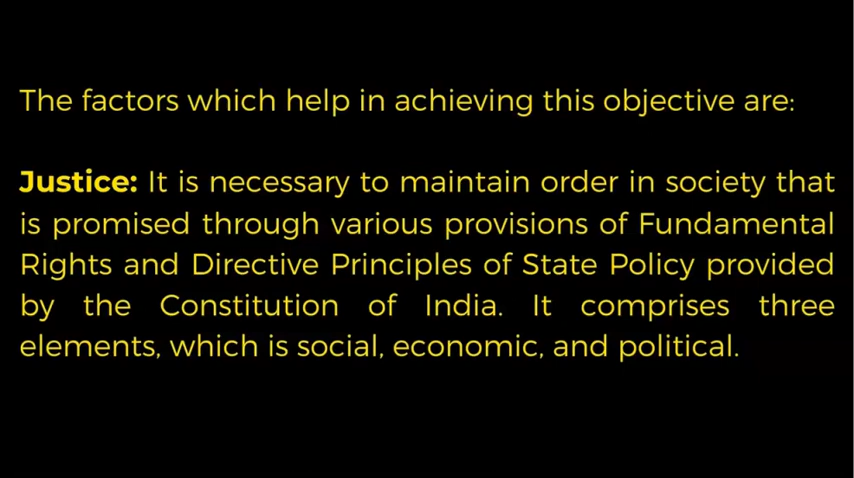 The factors which help in achieving this objective are:
Justice: It is necessary to maintain order in society that
is promised through various provisions of Fundamental
Rights and Directive Principles of State Policy provided
by the Constitution of India. It comprises three
elements, which is social, economic, and political.